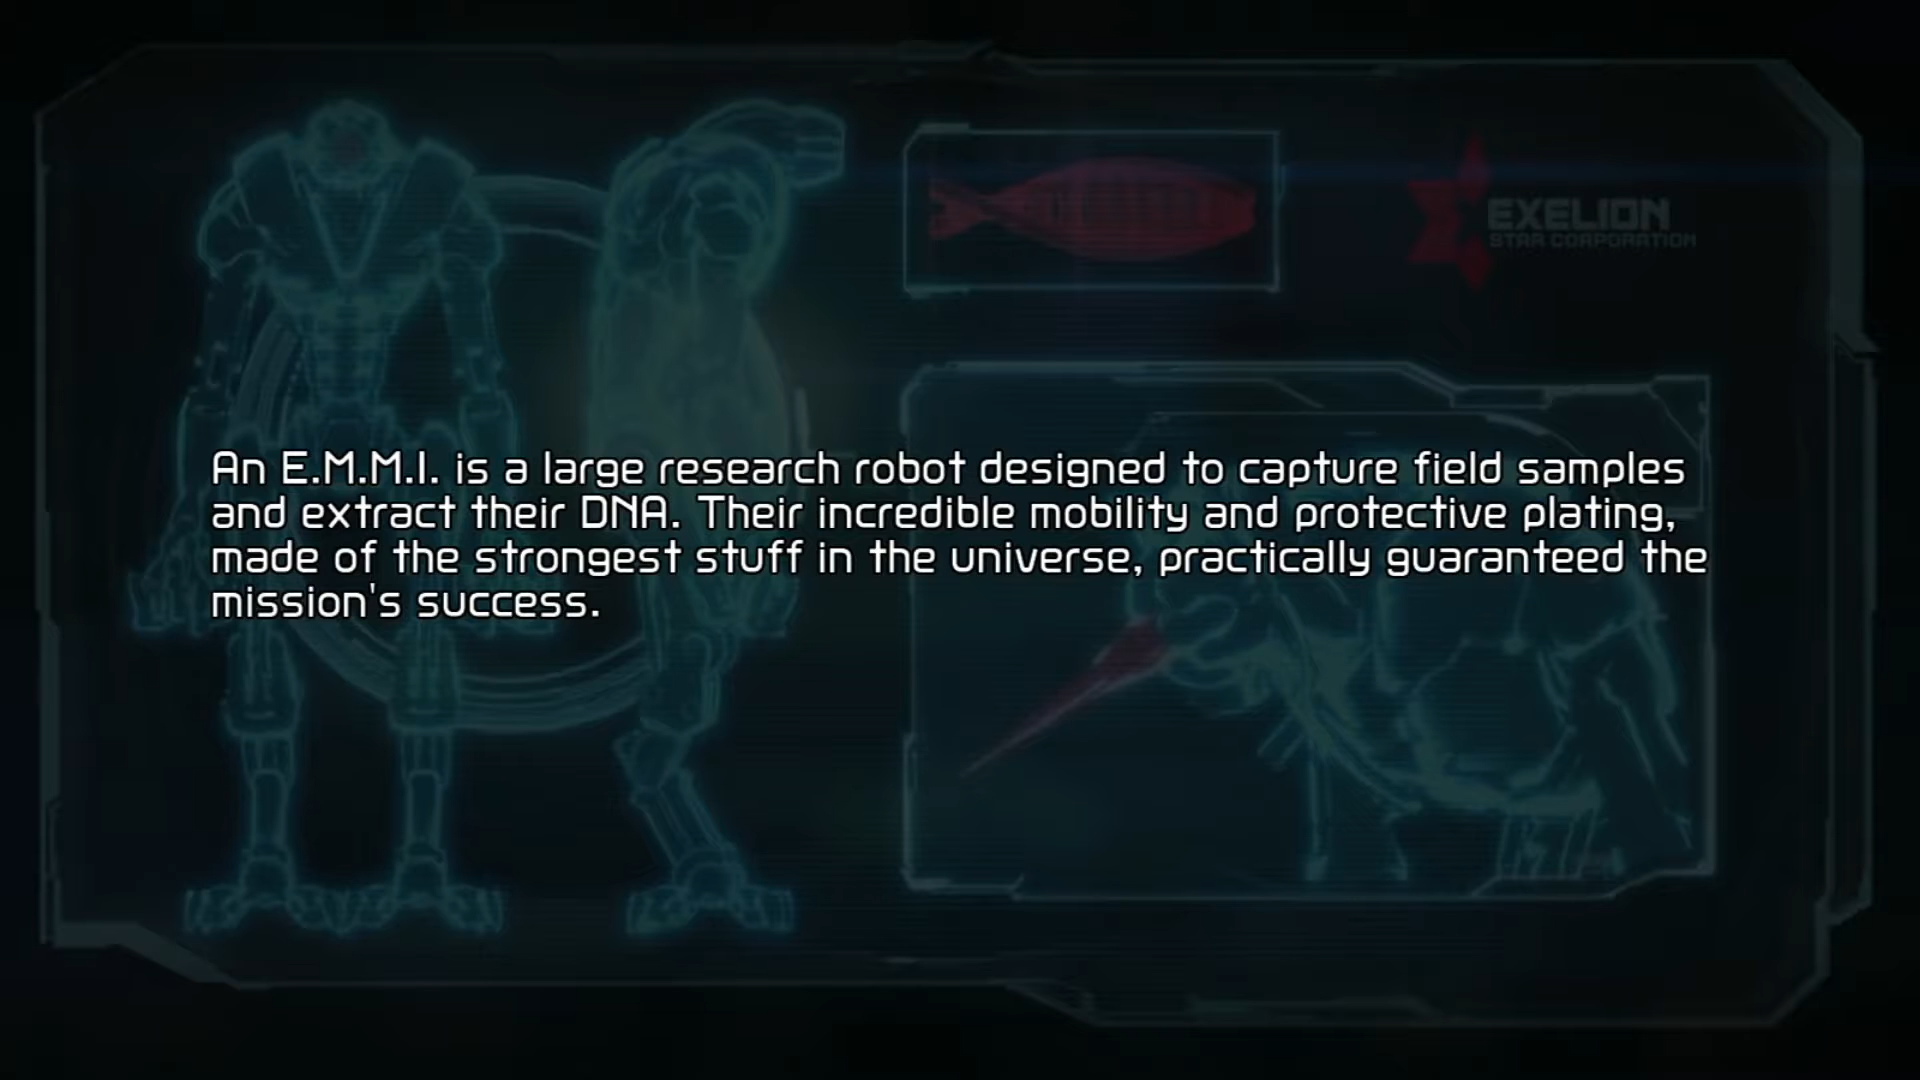 EXELION
STAR CORPORATION
An E.M.M.I. is a large research robot designed to capture field samples
and extract their DNA. Their incredible mobility and protective plating,
made of the strongest stuff in the universe, practically guaranteed the
mission's success.